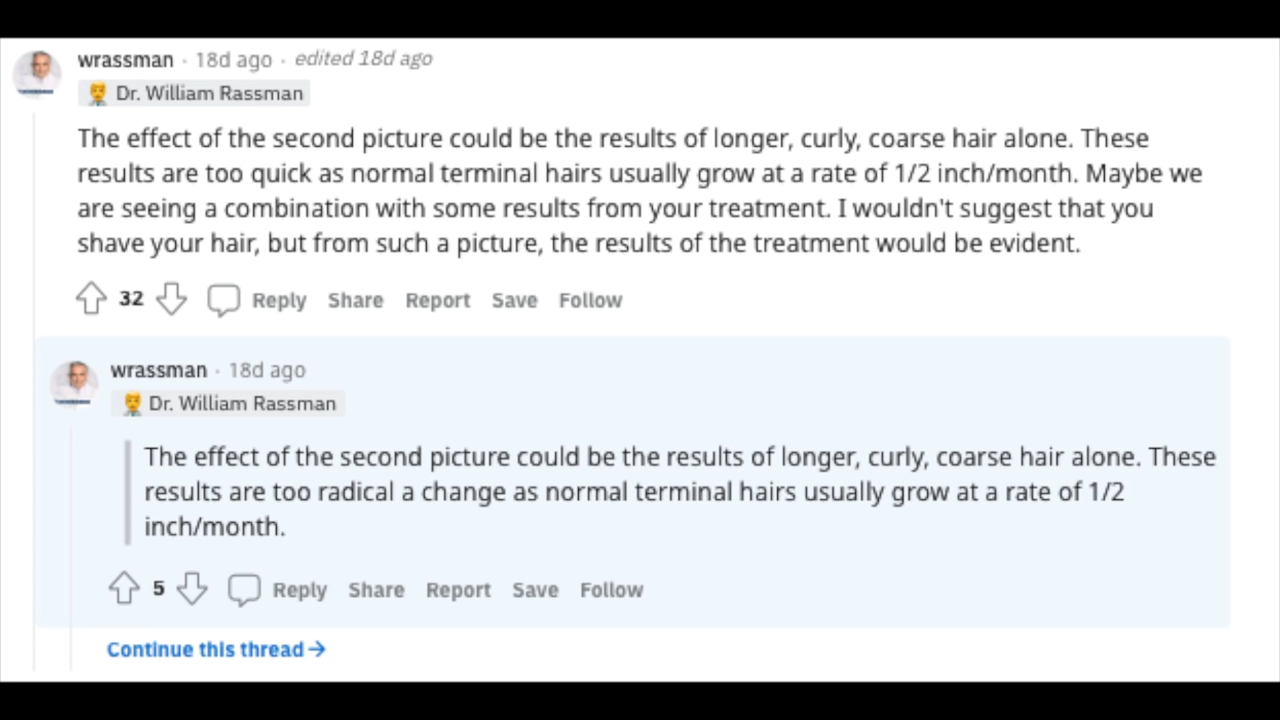 wrassman · 18d ago · edited 18d ago
Dr. William Rassman
The effect of the second picture could be the results of longer, curly, coarse hair alone. These
results are too quick as normal terminal hairs usually grow at a rate of 1/2 inch/month. Maybe we
are seeing a combination with some results from your treatment. I wouldn't suggest that you
shave your hair, but from such a picture, the results of the treatment would be evident.
32 Reply Share Report Save Follow
wrassman · 18d ago
Dr. William Rassman
The effect of the second picture could be the results of longer, curly, coarse hair alone. These
results are too radical a change as normal terminal hairs usually grow at a rate of 1/2
inch/month.
5 Reply Share Report Save Follow
Continue this thread →